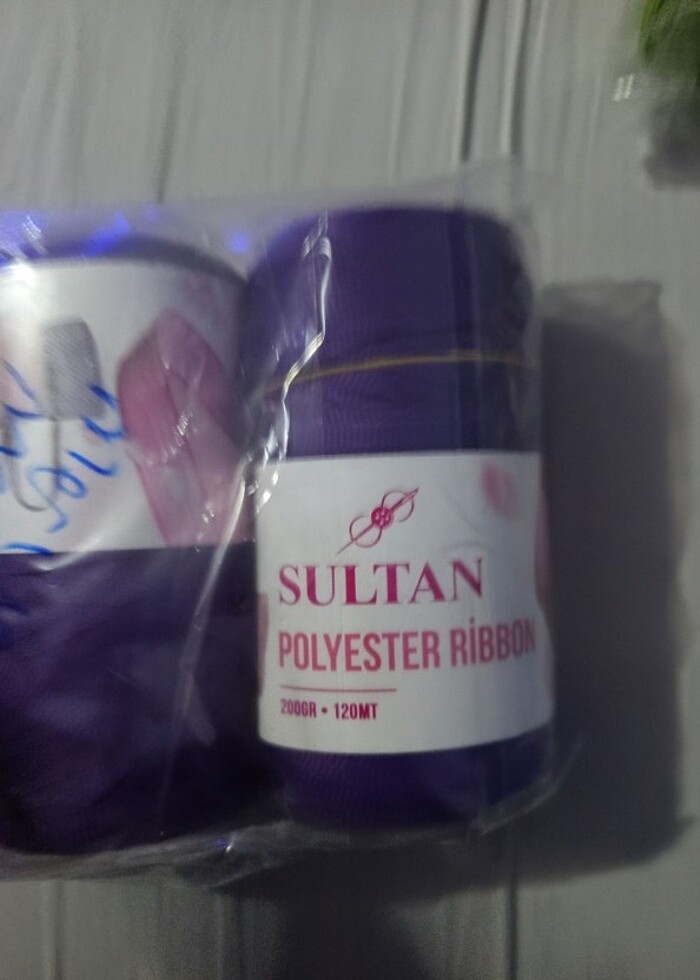 SULTAN
POLYESTER RİBBON
200GR • 120MT